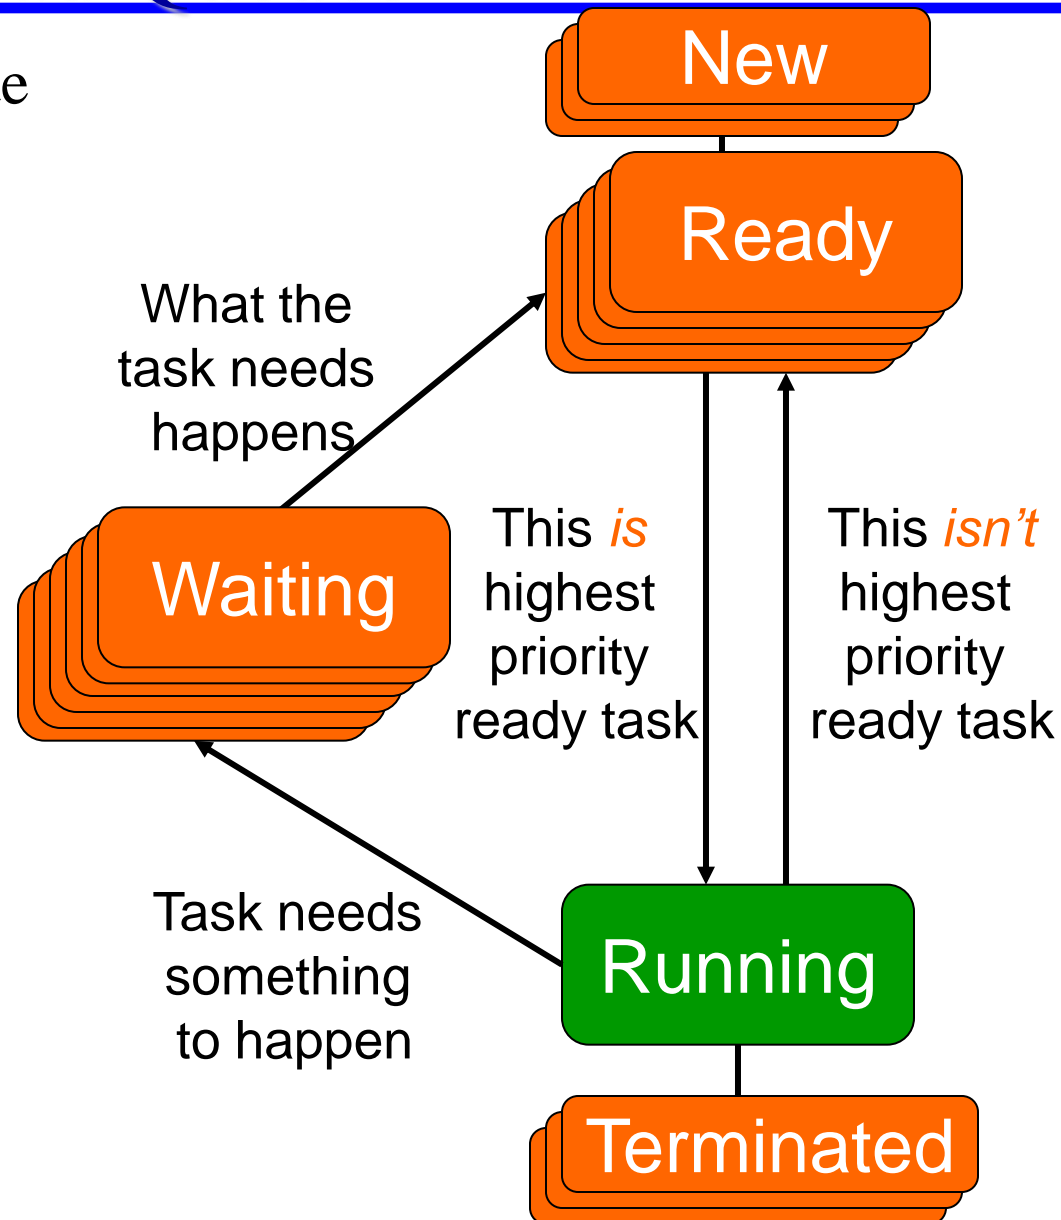 New
Ready
What the
task needs
happens
Waiting
This is
highest
priority
ready task
This isn't
highest
priority
ready task
Task needs
something
to happen
Running
Terminated